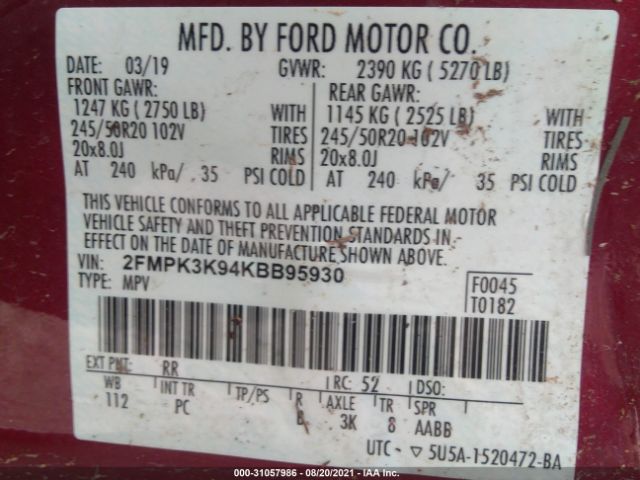 MFD. BY FORD MOTOR CO.
DATE: 03/19 GVWR: 2390 KG ( 5270 LB)
FRONT GAWR: REAR GAWR:
1247 KG ( 2750 LB) WITH 1145 KG ( 2525 LB) WITH
245/50R20 102V TIRES 245/50R20 102V TIRES
20x8.0J RIMS 20x8.0J RIMS
AT 240 kPa/ 35 PSI COLD AT 240 kPa/ 35 PSI COLD
THIS VEHICLE CONFORMS TO ALL APPLICABLE FEDERAL MOTOR
VEHICLE SAFETY AND THEFT PREVENTION STANDARDS IN
EFFECT ON THE DATE OF MANUFACTURE SHOWN ABOVE.
VIN: 2FMPK3K94KBB95930 F0045
TYPE: MPV T0182
EXT PNT: RR RC: 52 DSO:
WB INT TR TP/PS R AXLE TR SPR
112 PC B 3K 8 AABB
UTC- ▽ 5U5A-1520472-BA
000-31057986 - 08/20/2021 - IAA Inc.